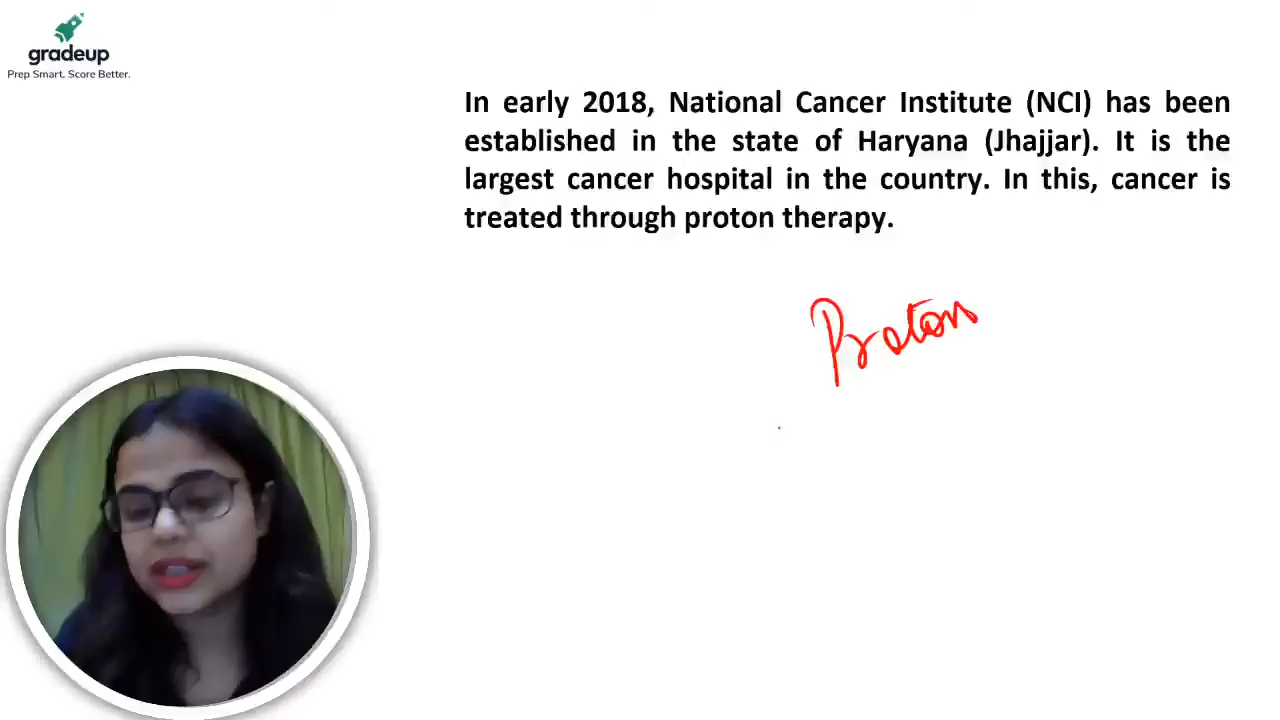 gradeup
Prep Smart. Score Better.
In early 2018, National Cancer Institute (NCI) has been
established in the state of Haryana (Jhajjar). It is the
largest cancer hospital in the country. In this, cancer is
treated through proton therapy.
Proton